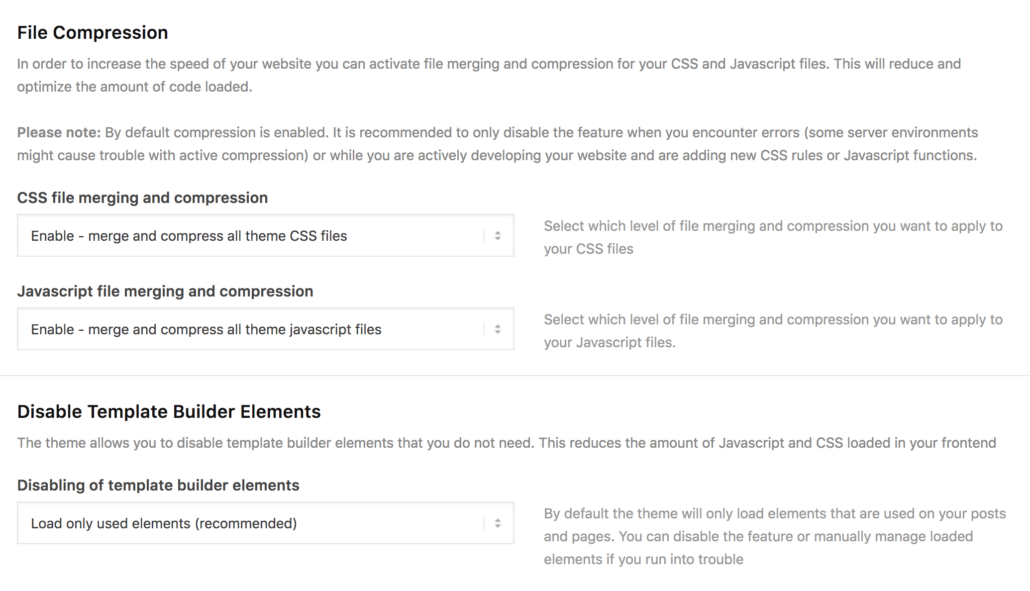 File Compression
In order to increase the speed of your website you can activate file merging and compression for your CSS and Javascript files. This will reduce and
optimize the amount of code loaded.
Please note: By default compression is enabled. It is recommended to only disable the feature when you encounter errors (some server environments
might cause trouble with active compression) or while you are actively developing your website and are adding new CSS rules or Javascript functions.
CSS file merging and compression
Enable - merge and compress all theme CSS files
Select which level of file merging and compression you want to apply to
your CSS files
Javascript file merging and compression
Enable - merge and compress all theme javascript files
Select which level of file merging and compression you want to apply to
your Javascript files.
Disable Template Builder Elements
The theme allows you to disable template builder elements that you do not need. This reduces the amount of Javascript and CSS loaded in your frontend
Disabling of template builder elements
Load only used elements (recommended)
By default the theme will only load elements that are used on your posts
and pages. You can disable the feature or manually manage loaded
elements if you run into trouble